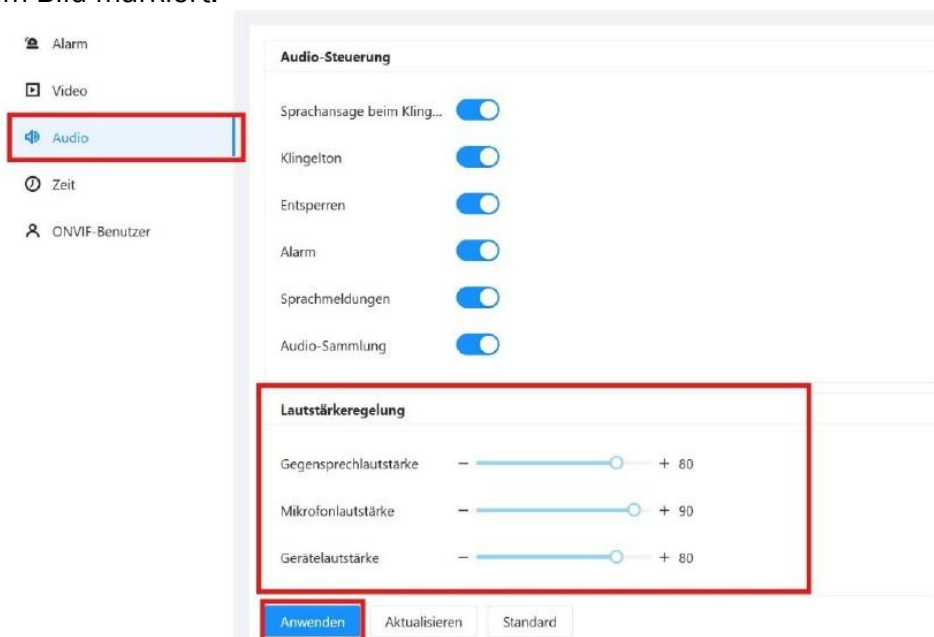 Alarm
Video
Audio
Zeit
ONVIF-Benutzer
Audio-Steuerung
Sprachansage beim Kling...
Klingelton
Entsperren
Alarm
Sprachmeldungen
Audio-Sammlung
Lautstärkeregelung
Gegensprechlautstärke − + 80
Mikrofonlautstärke − + 90
Gerätelautstärke − + 80
Anwenden Aktualisieren Standard